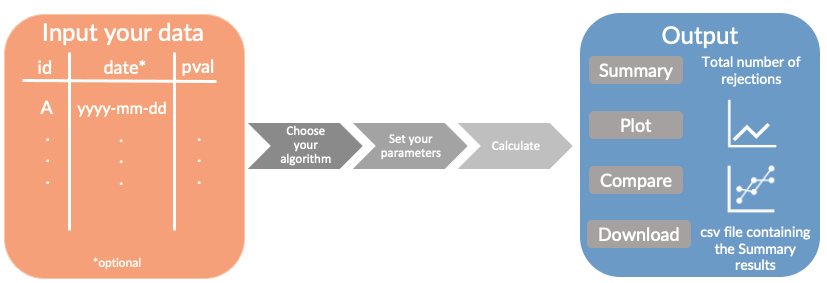 Input your data
id date* pval
A yyyy-mm-dd
. . .
. . .
. . .
*optional
Choose
your
algorithm
Set your
parameters
Calculate
Output
Summary
Total number of
rejections
Plot
Compare
Download
csv file containing
the Summary
results